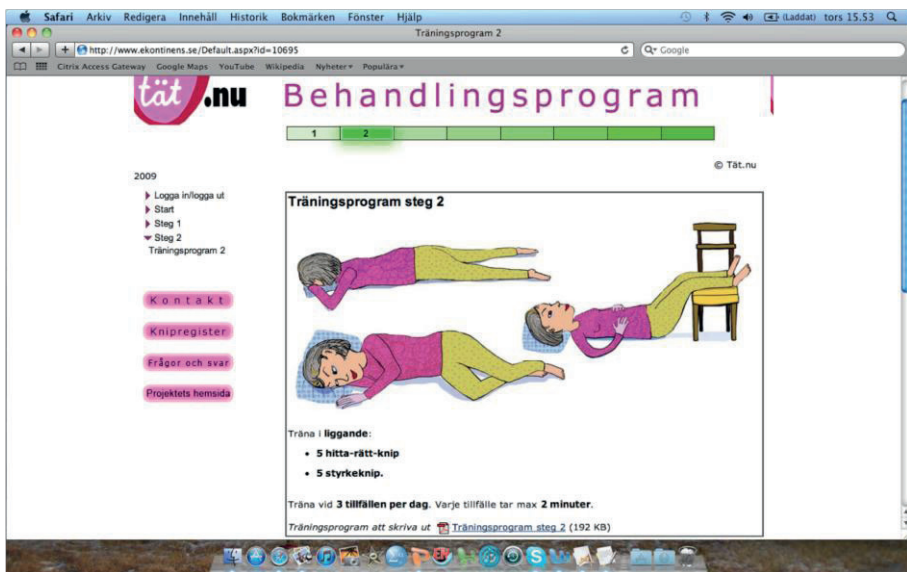 Safari Arkiv Redigera Innehåll Historik Bokmärken Fönster Hjälp (Laddat) tors 15.53
Träningsprogram 2
http://www.ekontinens.se/Default.aspx?id=10695 Google
Citrix Access Gateway Google Maps YouTube Wikipedia Nyheter Populära
tät.nu Behandlingsprogram
1 2
© Tät.nu
2009
Logga in/logga ut
Start
Steg 1
Steg 2
Träningsprogram 2
Kontakt
Knipregister
Frågor och svar
Projektets hemsida
Träningsprogram steg 2
Träna i liggande:
• 5 hitta-rätt-knip
• 5 styrkeknip.
Träna vid 3 tillfällen per dag. Varje tillfälle tar max 2 minuter.
Träningsprogram att skriva ut Träningsprogram steg 2 (192 KB)